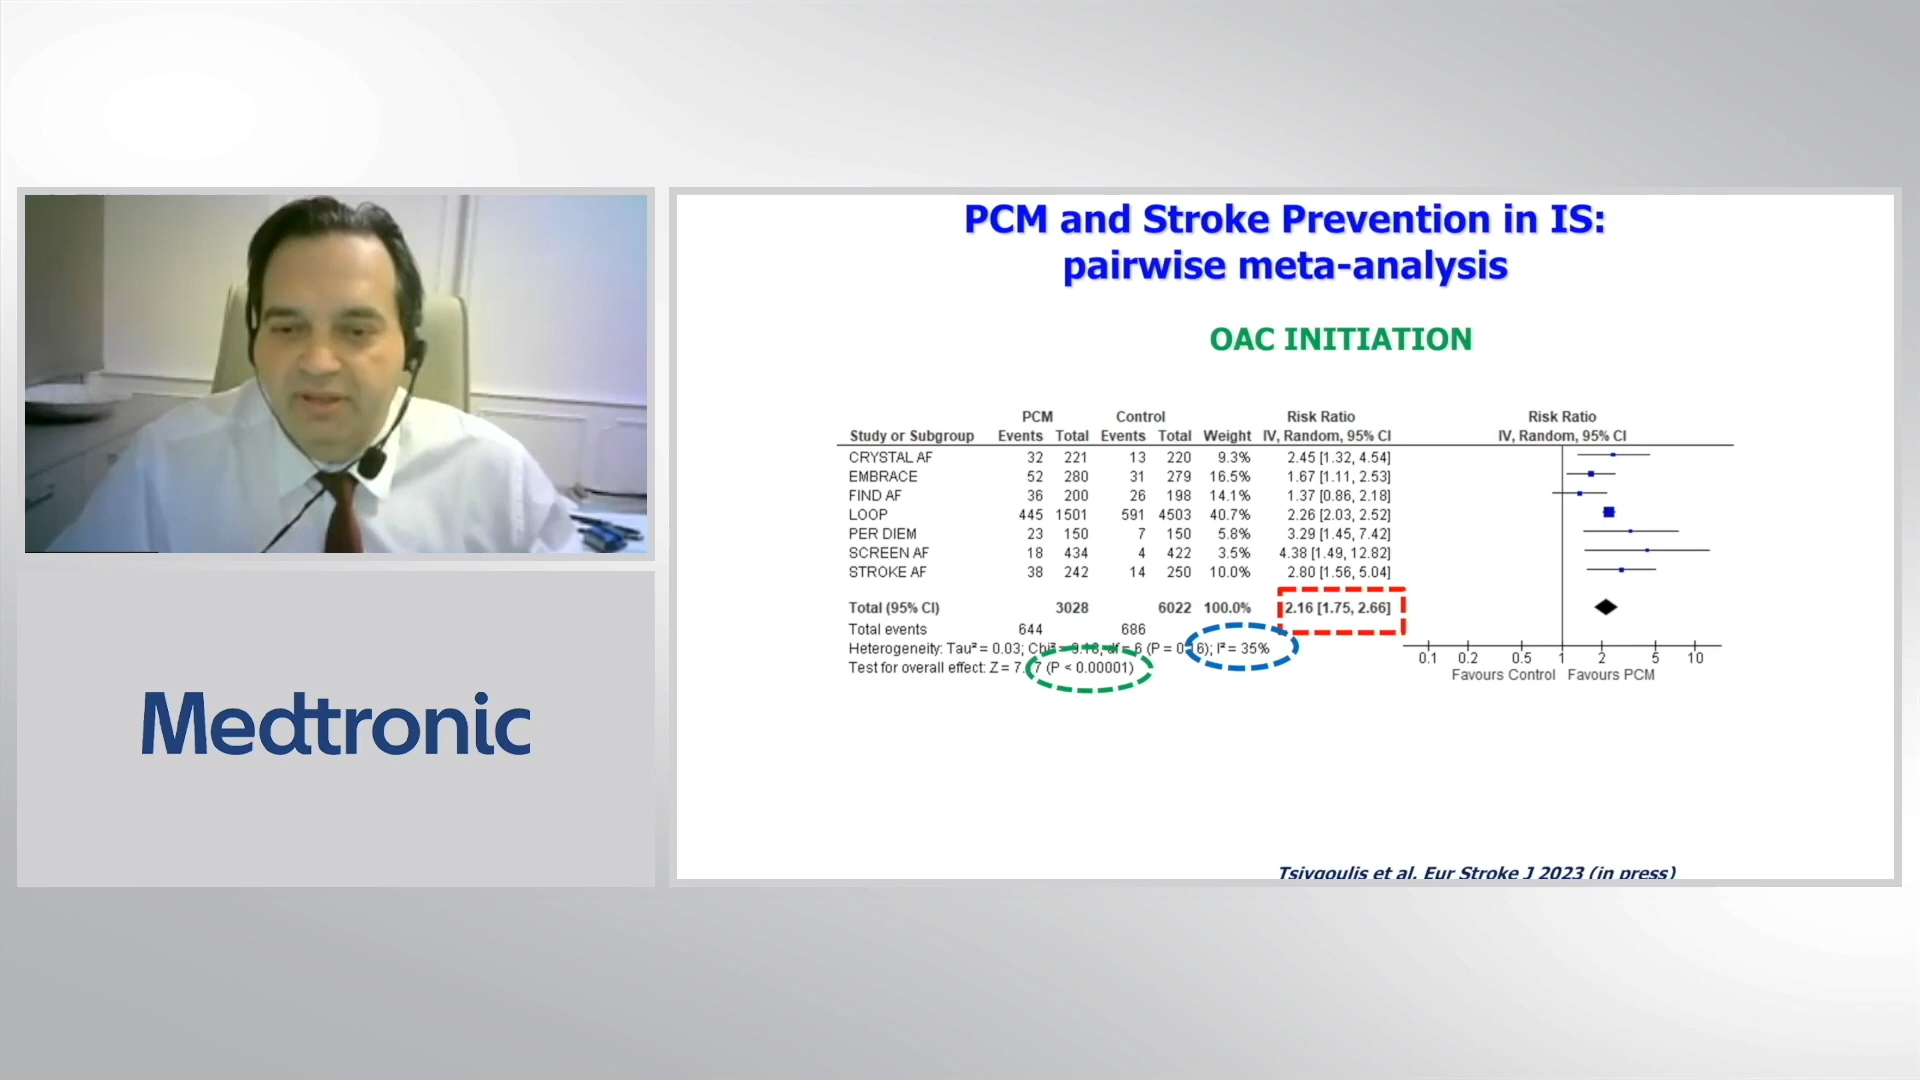 Medtronic
PCM and Stroke Prevention in IS:
pairwise meta-analysis
OAC INITIATION
PCM Control Risk Ratio Risk Ratio
Study or Subgroup Events Total Events Total Weight IV, Random, 95% CI IV, Random, 95% CI
CRYSTAL AF 32 221 13 220 9.3% 2.45 [1.32, 4.54]
EMBRACE 52 280 31 279 16.5% 1.67 [1.11, 2.53]
FIND AF 36 200 26 198 14.1% 1.37 [0.86, 2.18]
LOOP 445 1501 591 4503 40.7% 2.26 [2.03, 2.52]
PER DIEM 23 150 7 150 5.8% 3.29 [1.45, 7.42]
SCREEN AF 18 434 4 422 3.5% 4.38 [1.49, 12.82]
STROKE AF 38 242 14 250 10.0% 2.80 [1.56, 5.04]
Total (95% CI) 3028 6022 100.0% 2.16 [1.75, 2.66]
Total events 644 686
Heterogeneity: Tau² = 0.03; Chi² = df = 6 (P = 0.16); I² = 35%
Test for overall effect: Z = (P < 0.00001)
0.1 0.2 0.5 1 2 5 10
Favours Control Favours PCM
Tsivgoulis et al. Eur Stroke J 2023 (in press)